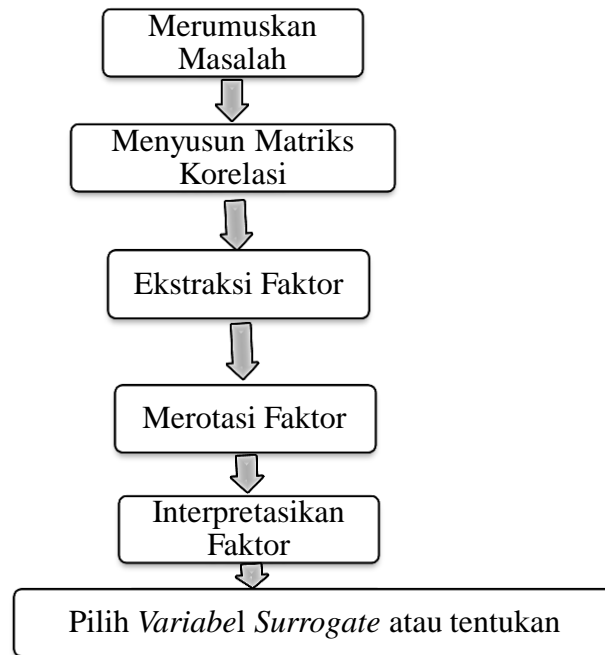 Merumuskan
Masalah
Menyusun Matriks
Korelasi
Ekstraksi Faktor
Merotasi Faktor
Interpretasikan
Faktor
Pilih Variabel Surrogate atau tentukan